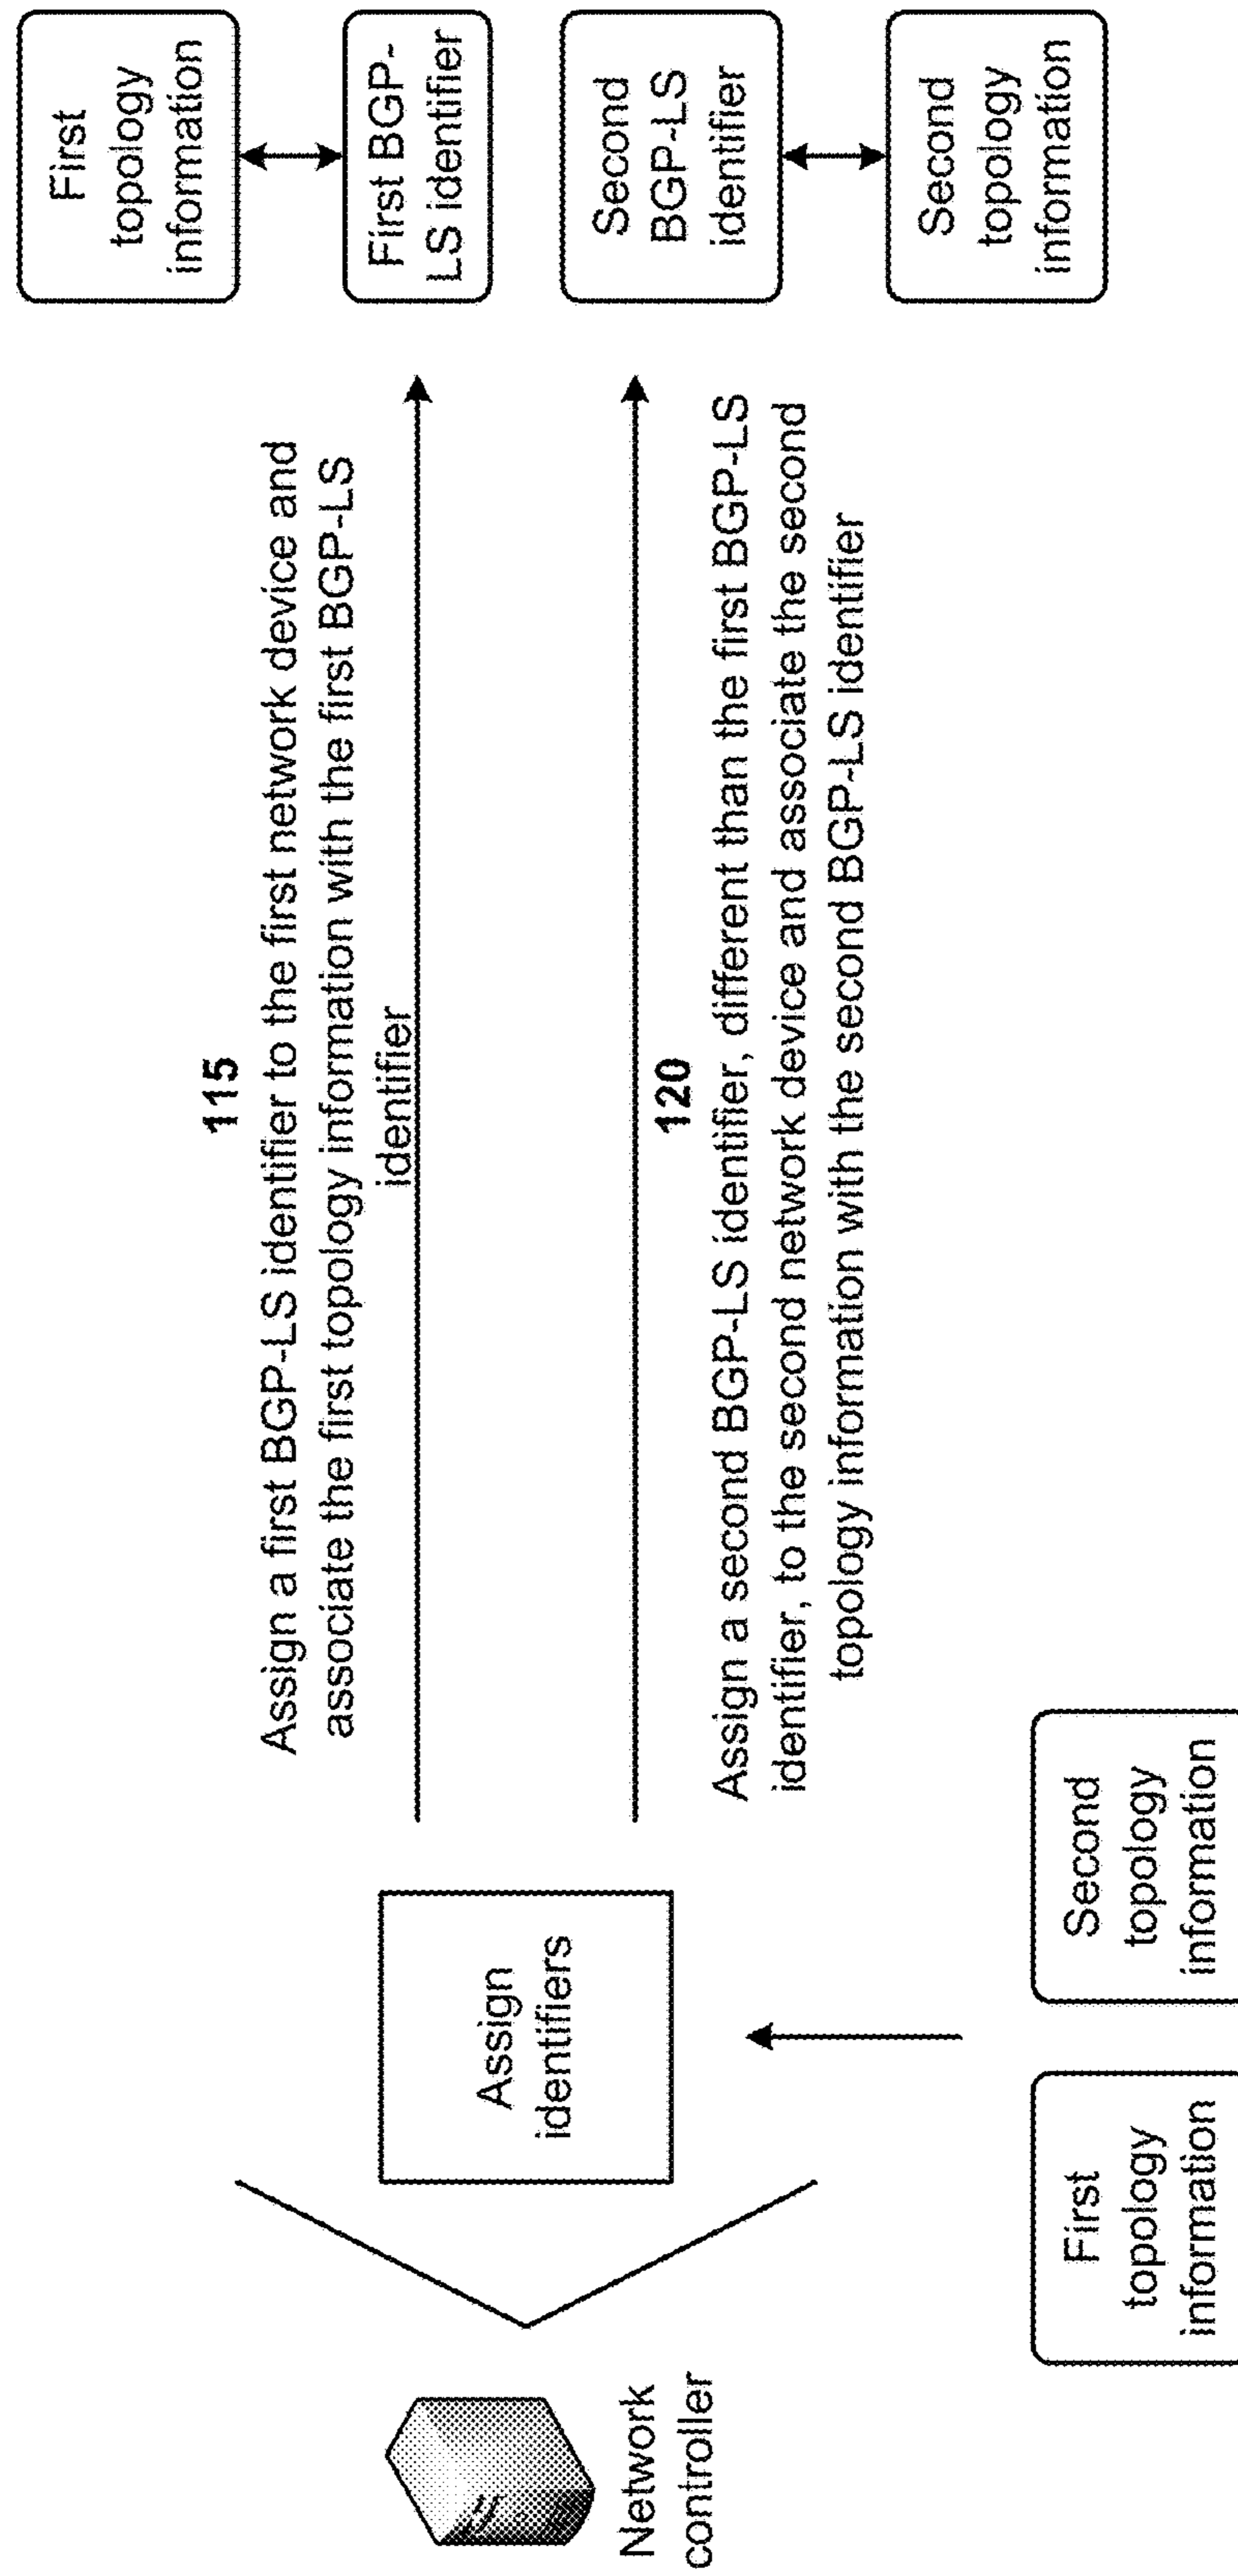 Network
controller
Assign
identifiers
First
topology
information
Second
topology
information
115
Assign a first BGP-LS identifier to the first network device and
associate the first topology information with the first BGP-LS
identifier
120
Assign a second BGP-LS identifier, different than the first BGP-LS
identifier, to the second network device and associate the second
topology information with the second BGP-LS identifier
First
topology
information
First BGP-
LS identifier
Second
BGP-LS
identifier
Second
topology
information